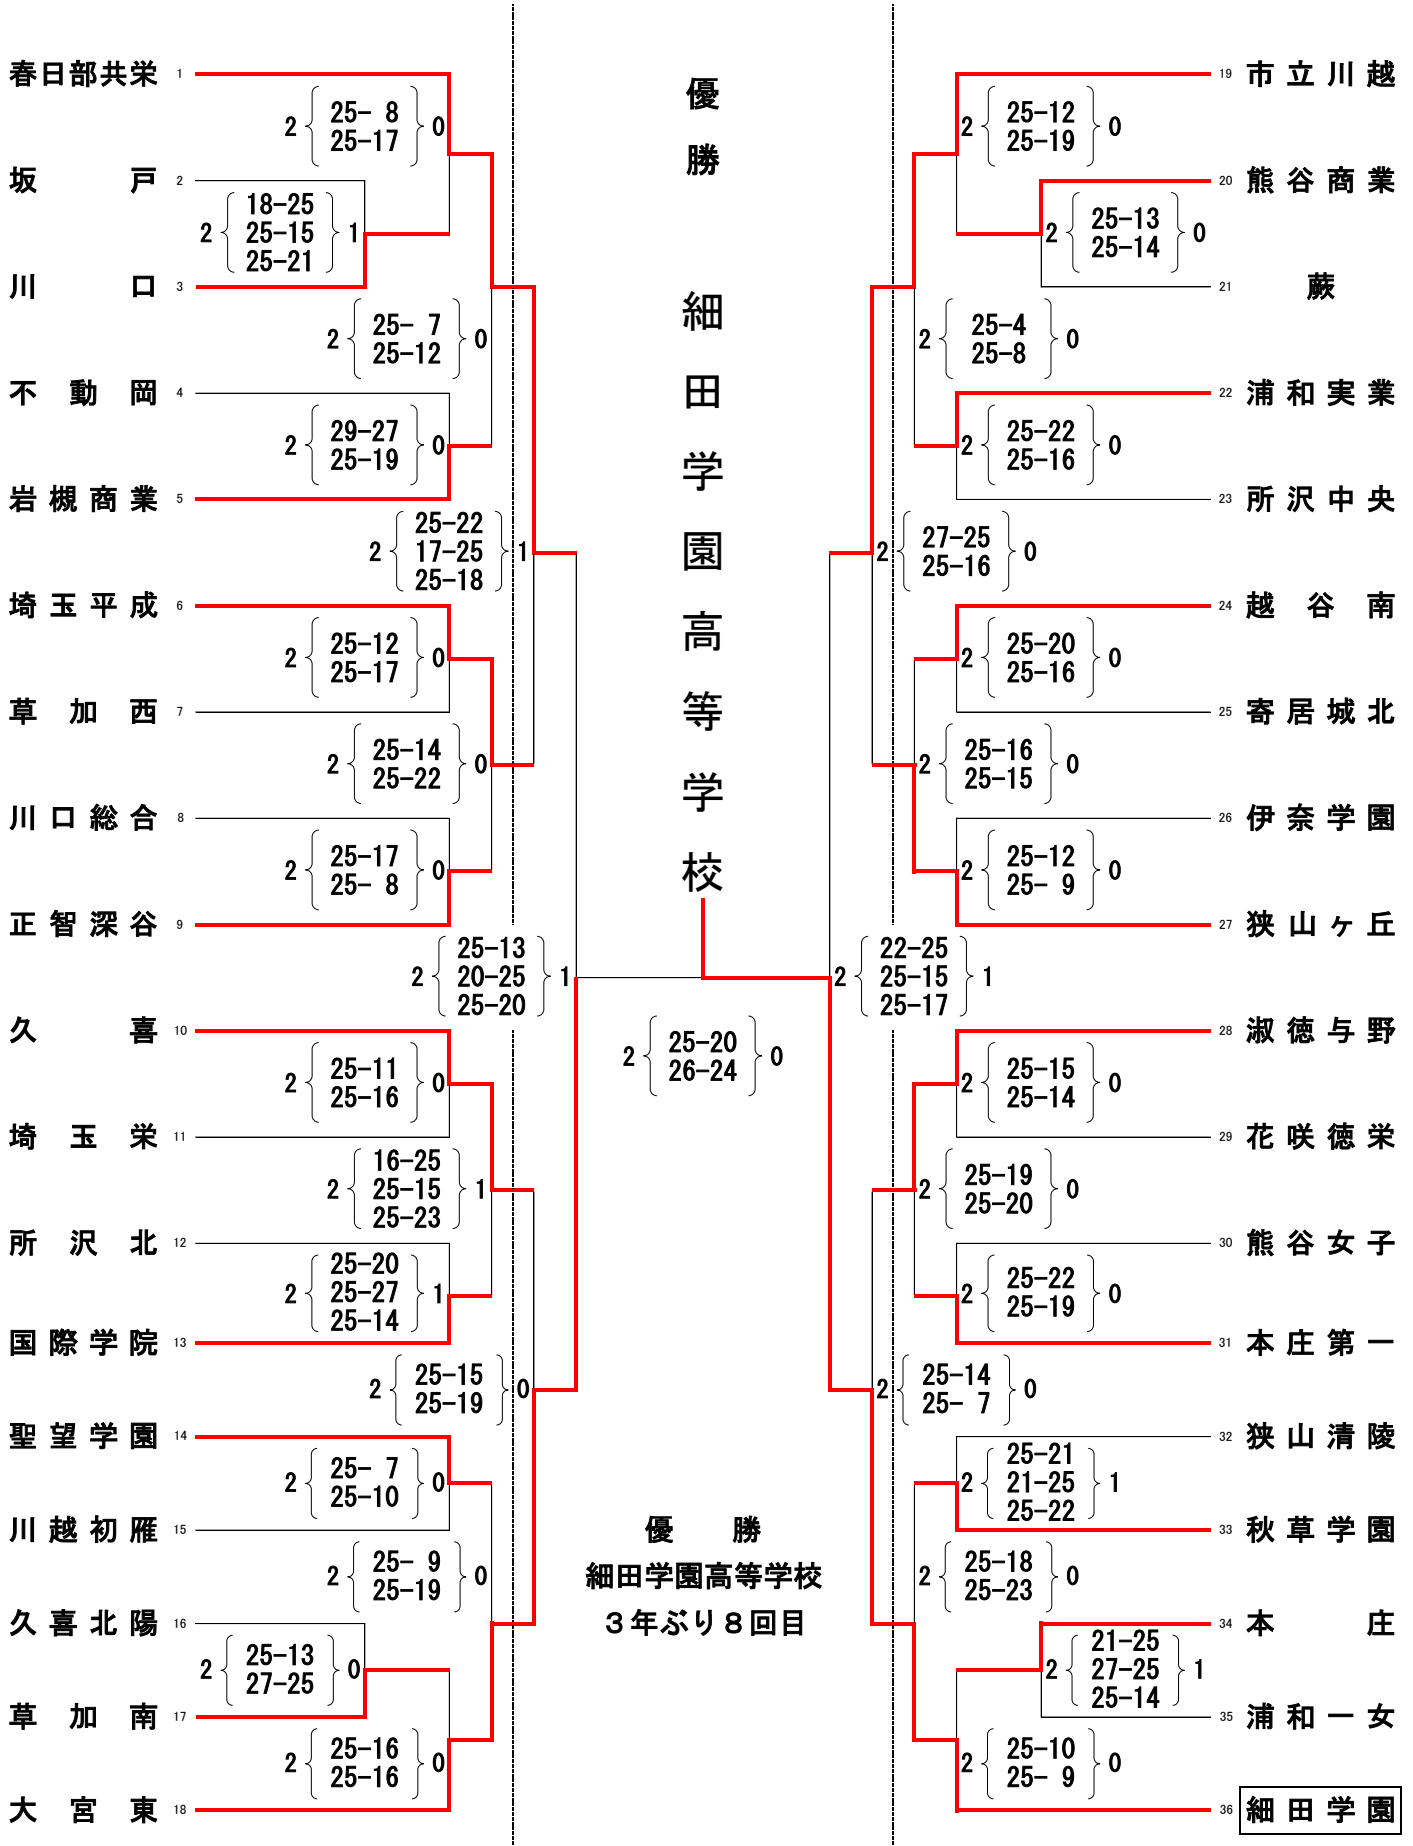 春日部共栄 1
2 25- 8 0
25-17
坂戸 2
2 18-25 1
25-15
25-21
川口 3
2 25- 7 0
25-12
不動岡 4
2 29-27 0
25-19
岩槻商業 5
2 25-22 1
17-25
25-18
埼玉平成 6
2 25-12 0
25-17
草加西 7
2 25-14 0
25-22
川口総合 8
2 25-17 0
25- 8
正智深谷 9
2 25-13 1
20-25
25-20
久喜 10
2 25-11 0
25-16
埼玉栄 11
2 16-25 1
25-15
25-23
所沢北 12
2 25-20 1
25-27
25-14
国際学院 13
2 25-15 0
25-19
聖望学園 14
2 25- 7 0
25-10
川越初雁 15
2 25- 9 0
25-19
久喜北陽 16
2 25-13 0
27-25
草加南 17
2 25-16 0
25-16
大宮東 18
優勝 細田学園高等学校
2 25-20 0
26-24
優勝
細田学園高等学校
3年ぶり8回目
19 市立川越
2 25-12 0
25-19
20 熊谷商業
2 25-13 0
25-14
21 蕨
2 25-4 0
25-8
22 浦和実業
2 25-22 0
25-16
23 所沢中央
2 27-25 0
25-16
24 越谷南
2 25-20 0
25-16
25 寄居城北
2 25-16 0
25-15
26 伊奈学園
2 25-12 0
25- 9
27 狭山ヶ丘
2 22-25 1
25-15
25-17
28 淑徳与野
2 25-15 0
25-14
29 花咲徳栄
2 25-19 0
25-20
30 熊谷女子
2 25-22 0
25-19
31 本庄第一
2 25-14 0
25- 7
32 狭山清陵
2 25-21 1
21-25
25-22
33 秋草学園
2 25-18 0
25-23
34 本庄
2 21-25 1
27-25
25-14
35 浦和一女
2 25-10 0
25- 9
36 細田学園